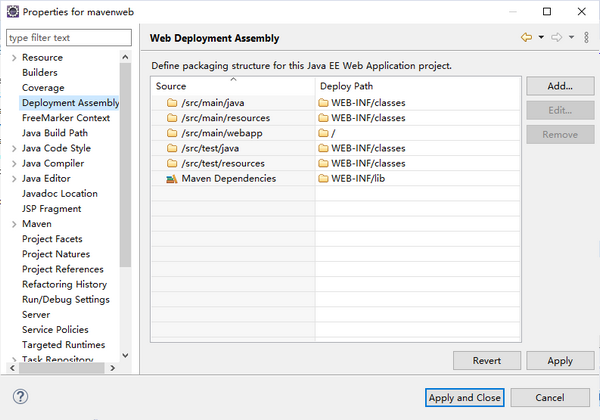 Properties for mavenweb
type filter text
Resource
Builders
Coverage
Deployment Assembly
FreeMarker Context
Java Build Path
Java Code Style
Java Compiler
Java Editor
Javadoc Location
JSP Fragment
Maven
Project Facets
Project Natures
Project References
Refactoring History
Run/Debug Settings
Server
Service Policies
Targeted Runtimes
Task Repository
Web Deployment Assembly
Define packaging structure for this Java EE Web Application project.
Source Deploy Path
/src/main/java WEB-INF/classes
/src/main/resources WEB-INF/classes
/src/main/webapp /
/src/test/java WEB-INF/classes
/src/test/resources WEB-INF/classes
Maven Dependencies WEB-INF/lib
Add...
Edit...
Remove
Revert Apply
Apply and Close Cancel